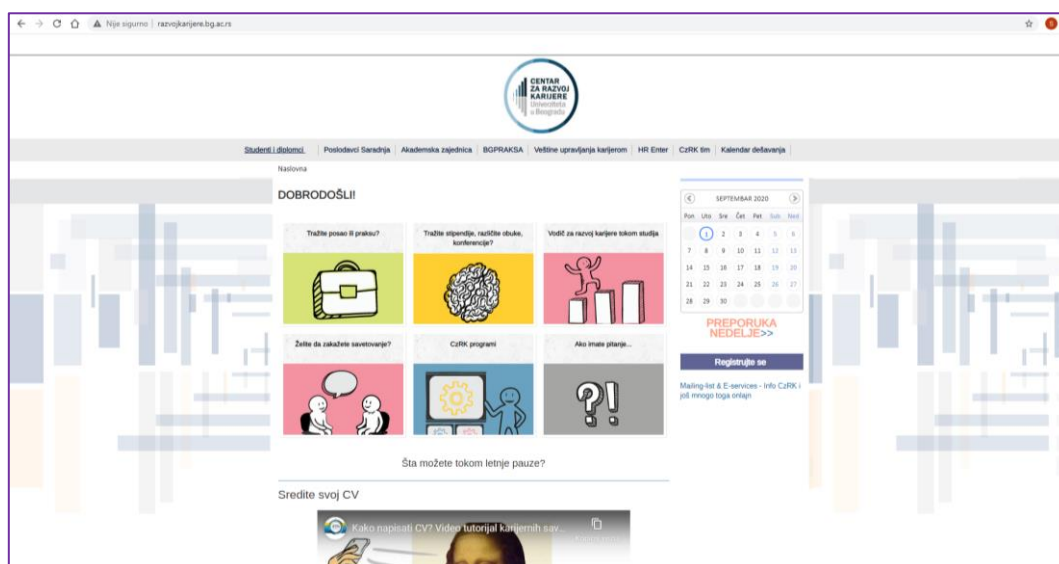 Nije sigurno | razvojkarijere.bg.ac.rs
S
CENTAR
ZA RAZVOJ
KARIJERE
Univerziteta
u Beogradu
Studenti i diplomci | Poslodavci Saradnja | Akademska zajednica | BGPRAKSA | Veštine upravljanja karijerom | HR Enter | CzRK tim | Kalendar dešavanja
Naslovna
DOBRODOŠLI!
Tražite posao ili praksu?
Tražite stipendije, različite obuke,
konferencije?
Vodič za razvoj karijere tokom studija
Želite da zakažete savetovanje?
CzRK programi
Ako imate pitanje...
?!
Šta možete tokom letnje pauze?
Sredite svoj CV
Kako napisati CV? Video tutorijal karijernih sav...
SEPTEMBAR 2020
Pon Uto Sre Čet Pet Sub Ned
1 2 3 4 5 6
7 8 9 10 11 12 13
14 15 16 17 18 19 20
21 22 23 24 25 26 27
28 29 30
PREPORUKA
NEDELJE>>
Registrujte se
Mailing-list & E-services - Info CzRK i
još mnogo toga onlajn